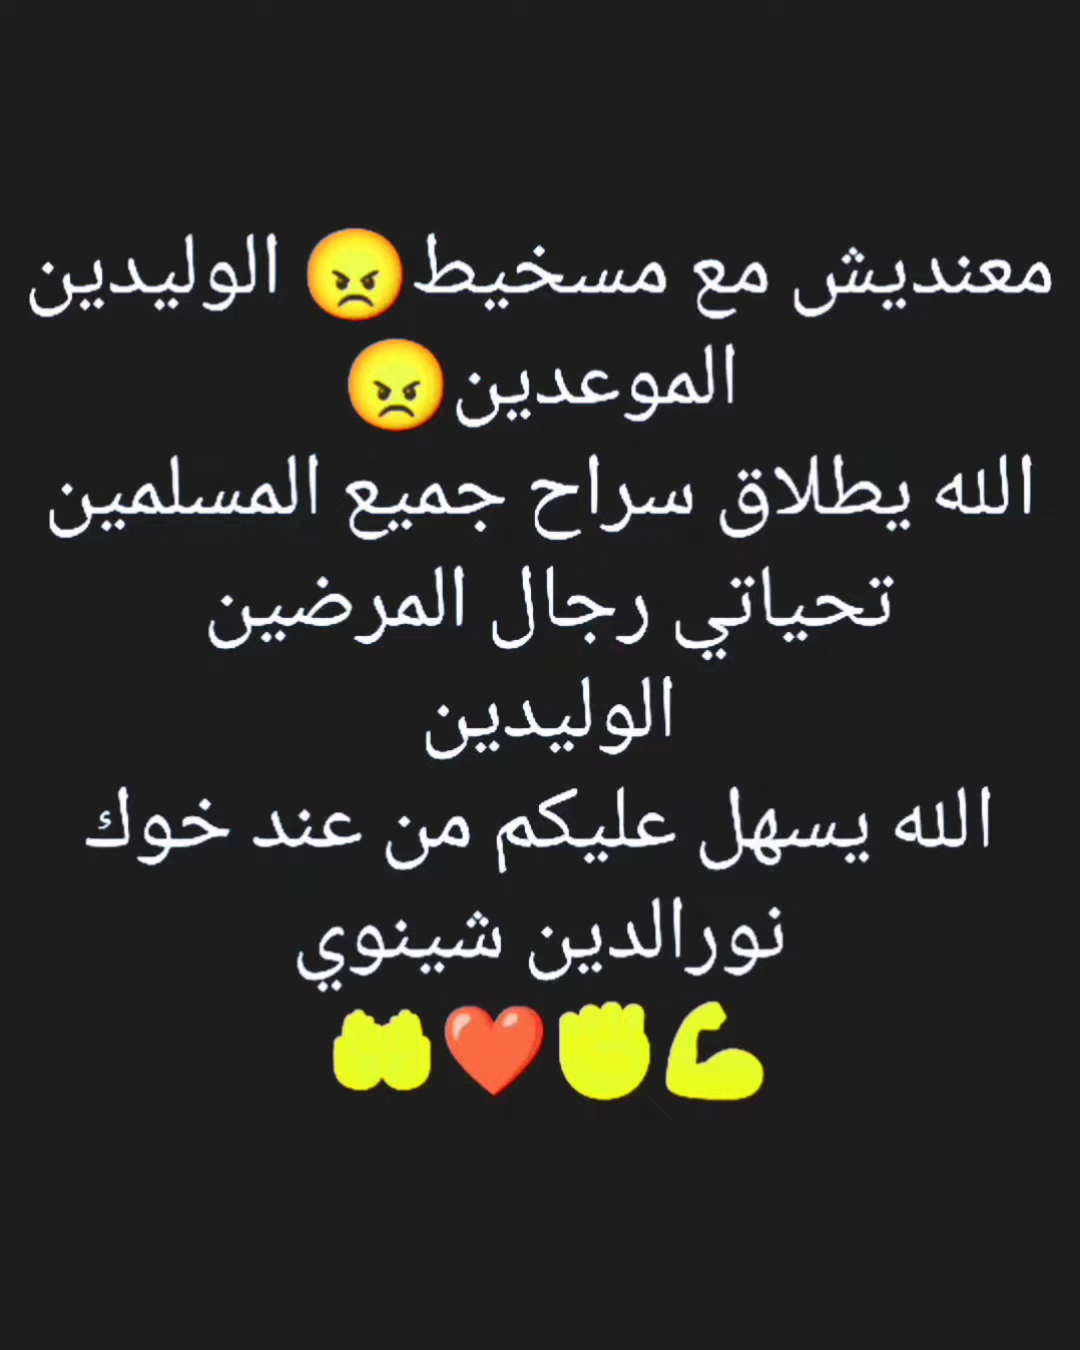 معنديش مع مسخيط😠 الوليدين
الموعدين😠
الله يطلاق سراح جميع المسلمين
تحياتي رجال المرضين
الوليدين
الله يسهل عليكم من عند خوك
نورالدين شينوي
💪✊❤️🤲